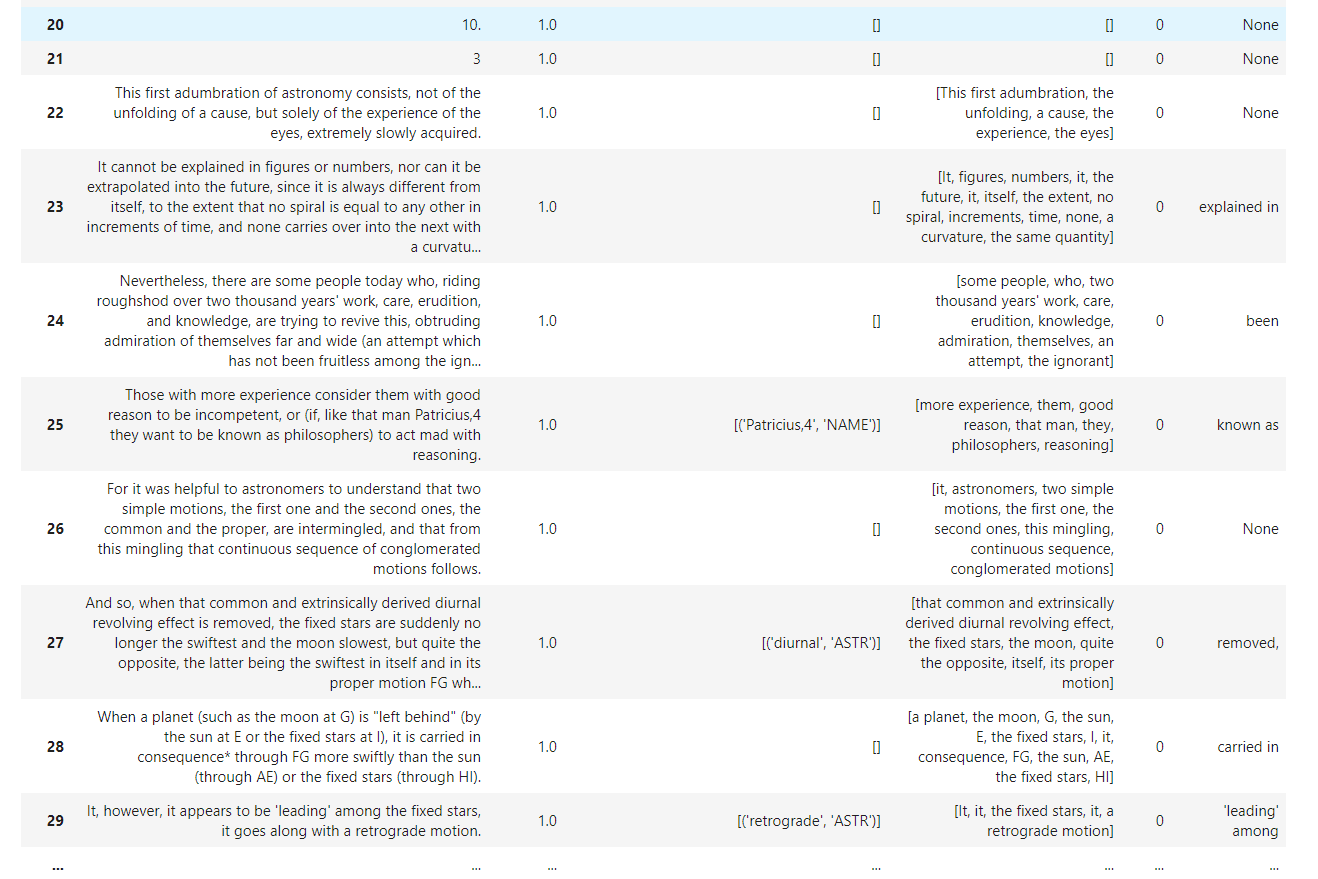 20 10. 1.0 [] [] 0 None
21 3 1.0 [] [] 0 None
This first adumbration of astronomy consists, not of the
unfolding of a cause, but solely of the experience of the
eyes, extremely slowly acquired.
22 1.0 []
[This first adumbration, the
unfolding, a cause, the
experience, the eyes]
0 None
It cannot be explained in figures or numbers, nor can it be
extrapolated into the future, since it is always different from
itself, to the extent that no spiral is equal to any other in
increments of time, and none carries over into the next with
a curvatu...
23 1.0 []
[It, figures, numbers, it, the
future, it, itself, the extent, no
spiral, increments, time, none, a
curvature, the same quantity]
0 explained in
Nevertheless, there are some people today who, riding
roughshod over two thousand years' work, care, erudition,
and knowledge, are trying to revive this, obtruding
admiration of themselves far and wide (an attempt which
has not been fruitless among the ign...
24 1.0 []
[some people, who, two
thousand years' work, care,
erudition, knowledge,
admiration, themselves, an
attempt, the ignorant]
0 been
Those with more experience consider them with good
reason to be incompetent, or (if, like that man Patricius,4
they want to be known as philosophers) to act mad with
reasoning.
25 1.0 [('Patricius,4', 'NAME')]
[more experience, them, good
reason, that man, they,
philosophers, reasoning]
0 known as
For it was helpful to astronomers to understand that two
simple motions, the first one and the second ones, the
common and the proper, are intermingled, and that from
this mingling that continuous sequence of conglomerated
motions follows.
26 1.0 []
[it, astronomers, two simple
motions, the first one, the
second ones, this mingling,
continuous sequence,
conglomerated motions]
0 None
And so, when that common and extrinsically derived diurnal
revolving effect is removed, the fixed stars are suddenly no
longer the swiftest and the moon slowest, but quite the
opposite, the latter being the swiftest in itself and in its
proper motion FG wh...
27 1.0 [('diurnal', 'ASTR')]
[that common and extrinsically
derived diurnal revolving effect,
the fixed stars, the moon, quite
the opposite, itself, its proper
motion]
0 removed,
When a planet (such as the moon at G) is "left behind" (by
the sun at E or the fixed stars at I), it is carried in
consequence* through FG more swiftly than the sun
(through AE) or the fixed stars (through HI).
28 1.0 []
[a planet, the moon, G, the sun,
E, the fixed stars, I, it,
consequence, FG, the sun, AE,
the fixed stars, HI]
0 carried in
It, however, it appears to be 'leading' among the fixed stars,
it goes along with a retrograde motion.
29 1.0 [('retrograde', 'ASTR')]
[It, it, the fixed stars, it, a
retrograde motion]
0
'leading'
among
... ... ... ... ... ... ...